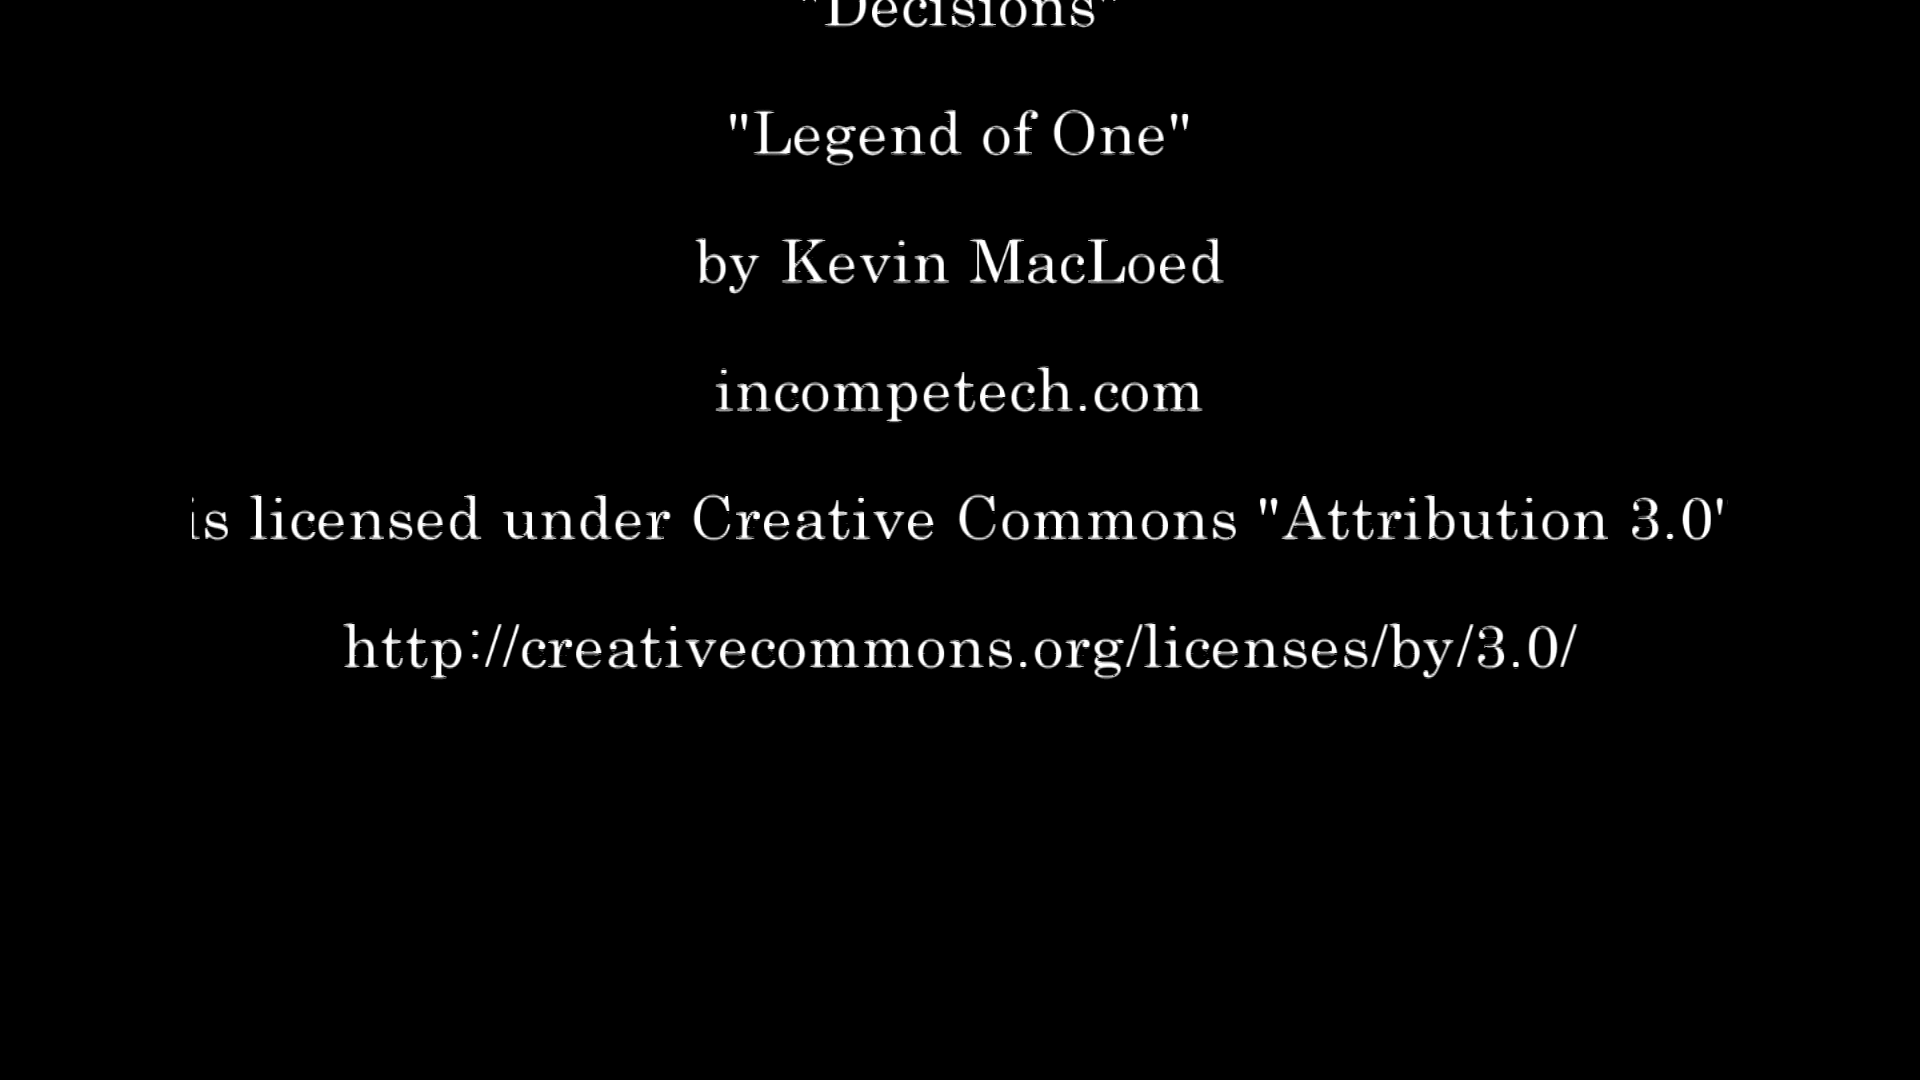 "Decisions"
"Legend of One"
by Kevin MacLoed
incompetech.com
is licensed under Creative Commons "Attribution 3.0"
http://creativecommons.org/licenses/by/3.0/